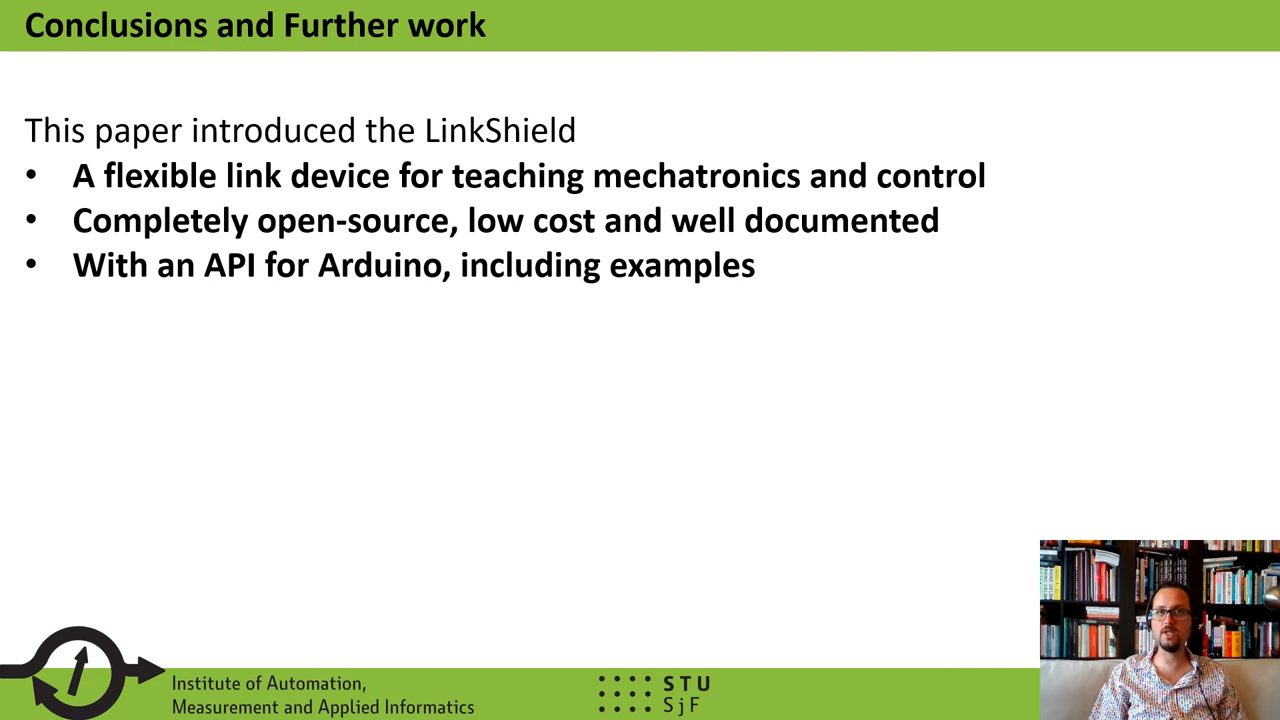 Conclusions and Further work
This paper introduced the LinkShield
• A flexible link device for teaching mechatronics and control
• Completely open-source, low cost and well documented
• With an API for Arduino, including examples
Institute of Automation,
Measurement and Applied Informatics
STU
SjF